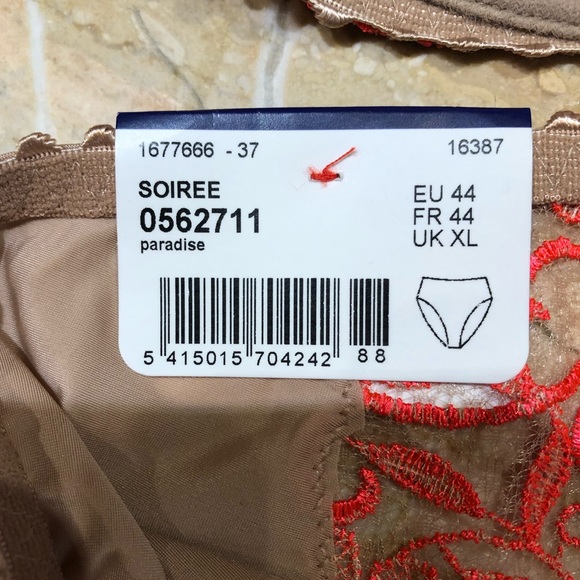 1677666 - 37 16387
SOIREE
0562711
paradise
EU 44
FR 44
UK XL
5 415015 704242 88